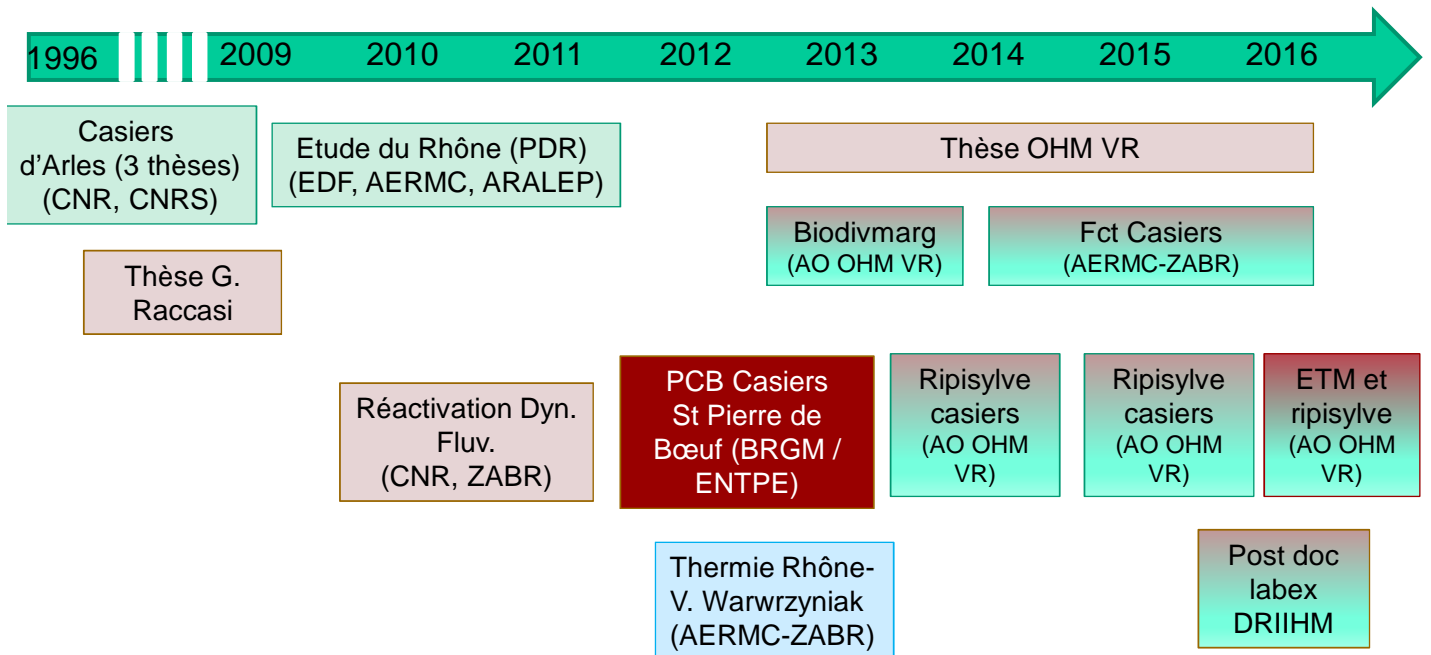 1996 2009 2010 2011 2012 2013 2014 2015 2016
Casiers
d'Arles (3 thèses)
(CNR, CNRS)
Etude du Rhône (PDR)
(EDF, AERMC, ARALEP)
Thèse OHM VR
Biodivmarg
(AO OHM VR)
Fct Casiers
(AERMC-ZABR)
Thèse G.
Raccasi
Réactivation Dyn.
Fluv.
(CNR, ZABR)
PCB Casiers
St Pierre de
Bœuf (BRGM /
ENTPE)
Ripisylve
casiers
(AO OHM
VR)
Ripisylve
casiers
(AO OHM
VR)
ETM et
ripisylve
(AO OHM
VR)
Thermie Rhône-
V. Warwrzyniak
(AERMC-ZABR)
Post doc
labex
DRIIHM